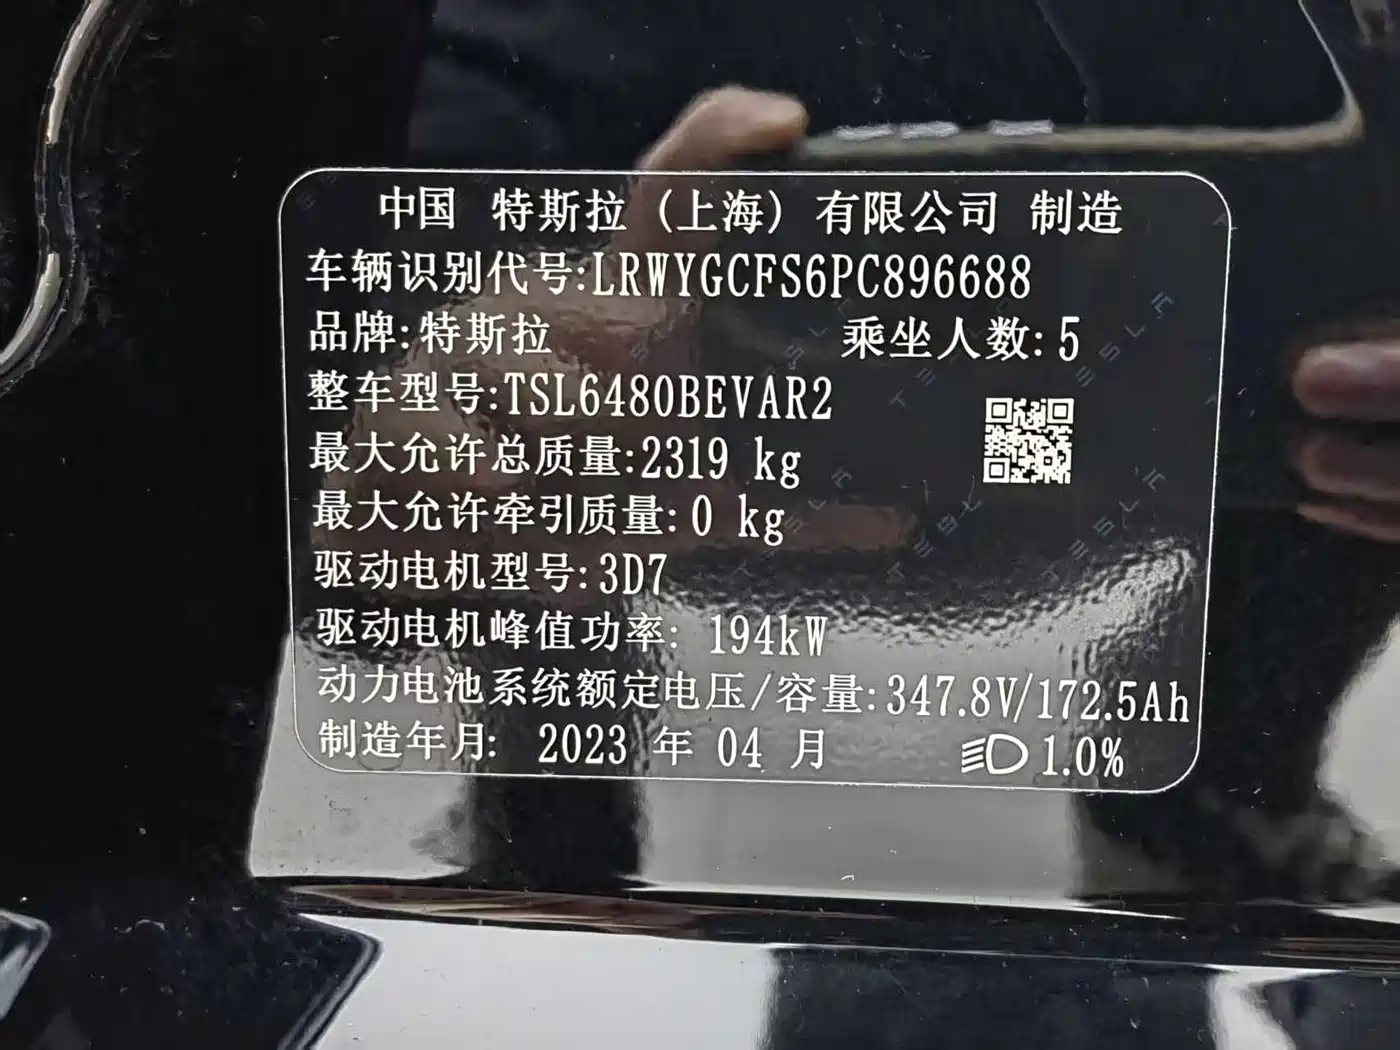 中国 特斯拉（上海）有限公司 制造
车辆识别代号:LRWYGCFS6PC896688
品牌:特斯拉 乘坐人数:5
整车型号:TSL6480BEVAR2
最大允许总质量:2319 kg
最大允许牵引质量:0 kg
驱动电机型号:3D7
驱动电机峰值功率: 194kW
动力电池系统额定电压/容量:347.8V/172.5Ah
制造年月: 2023 年 04 月 1.0%